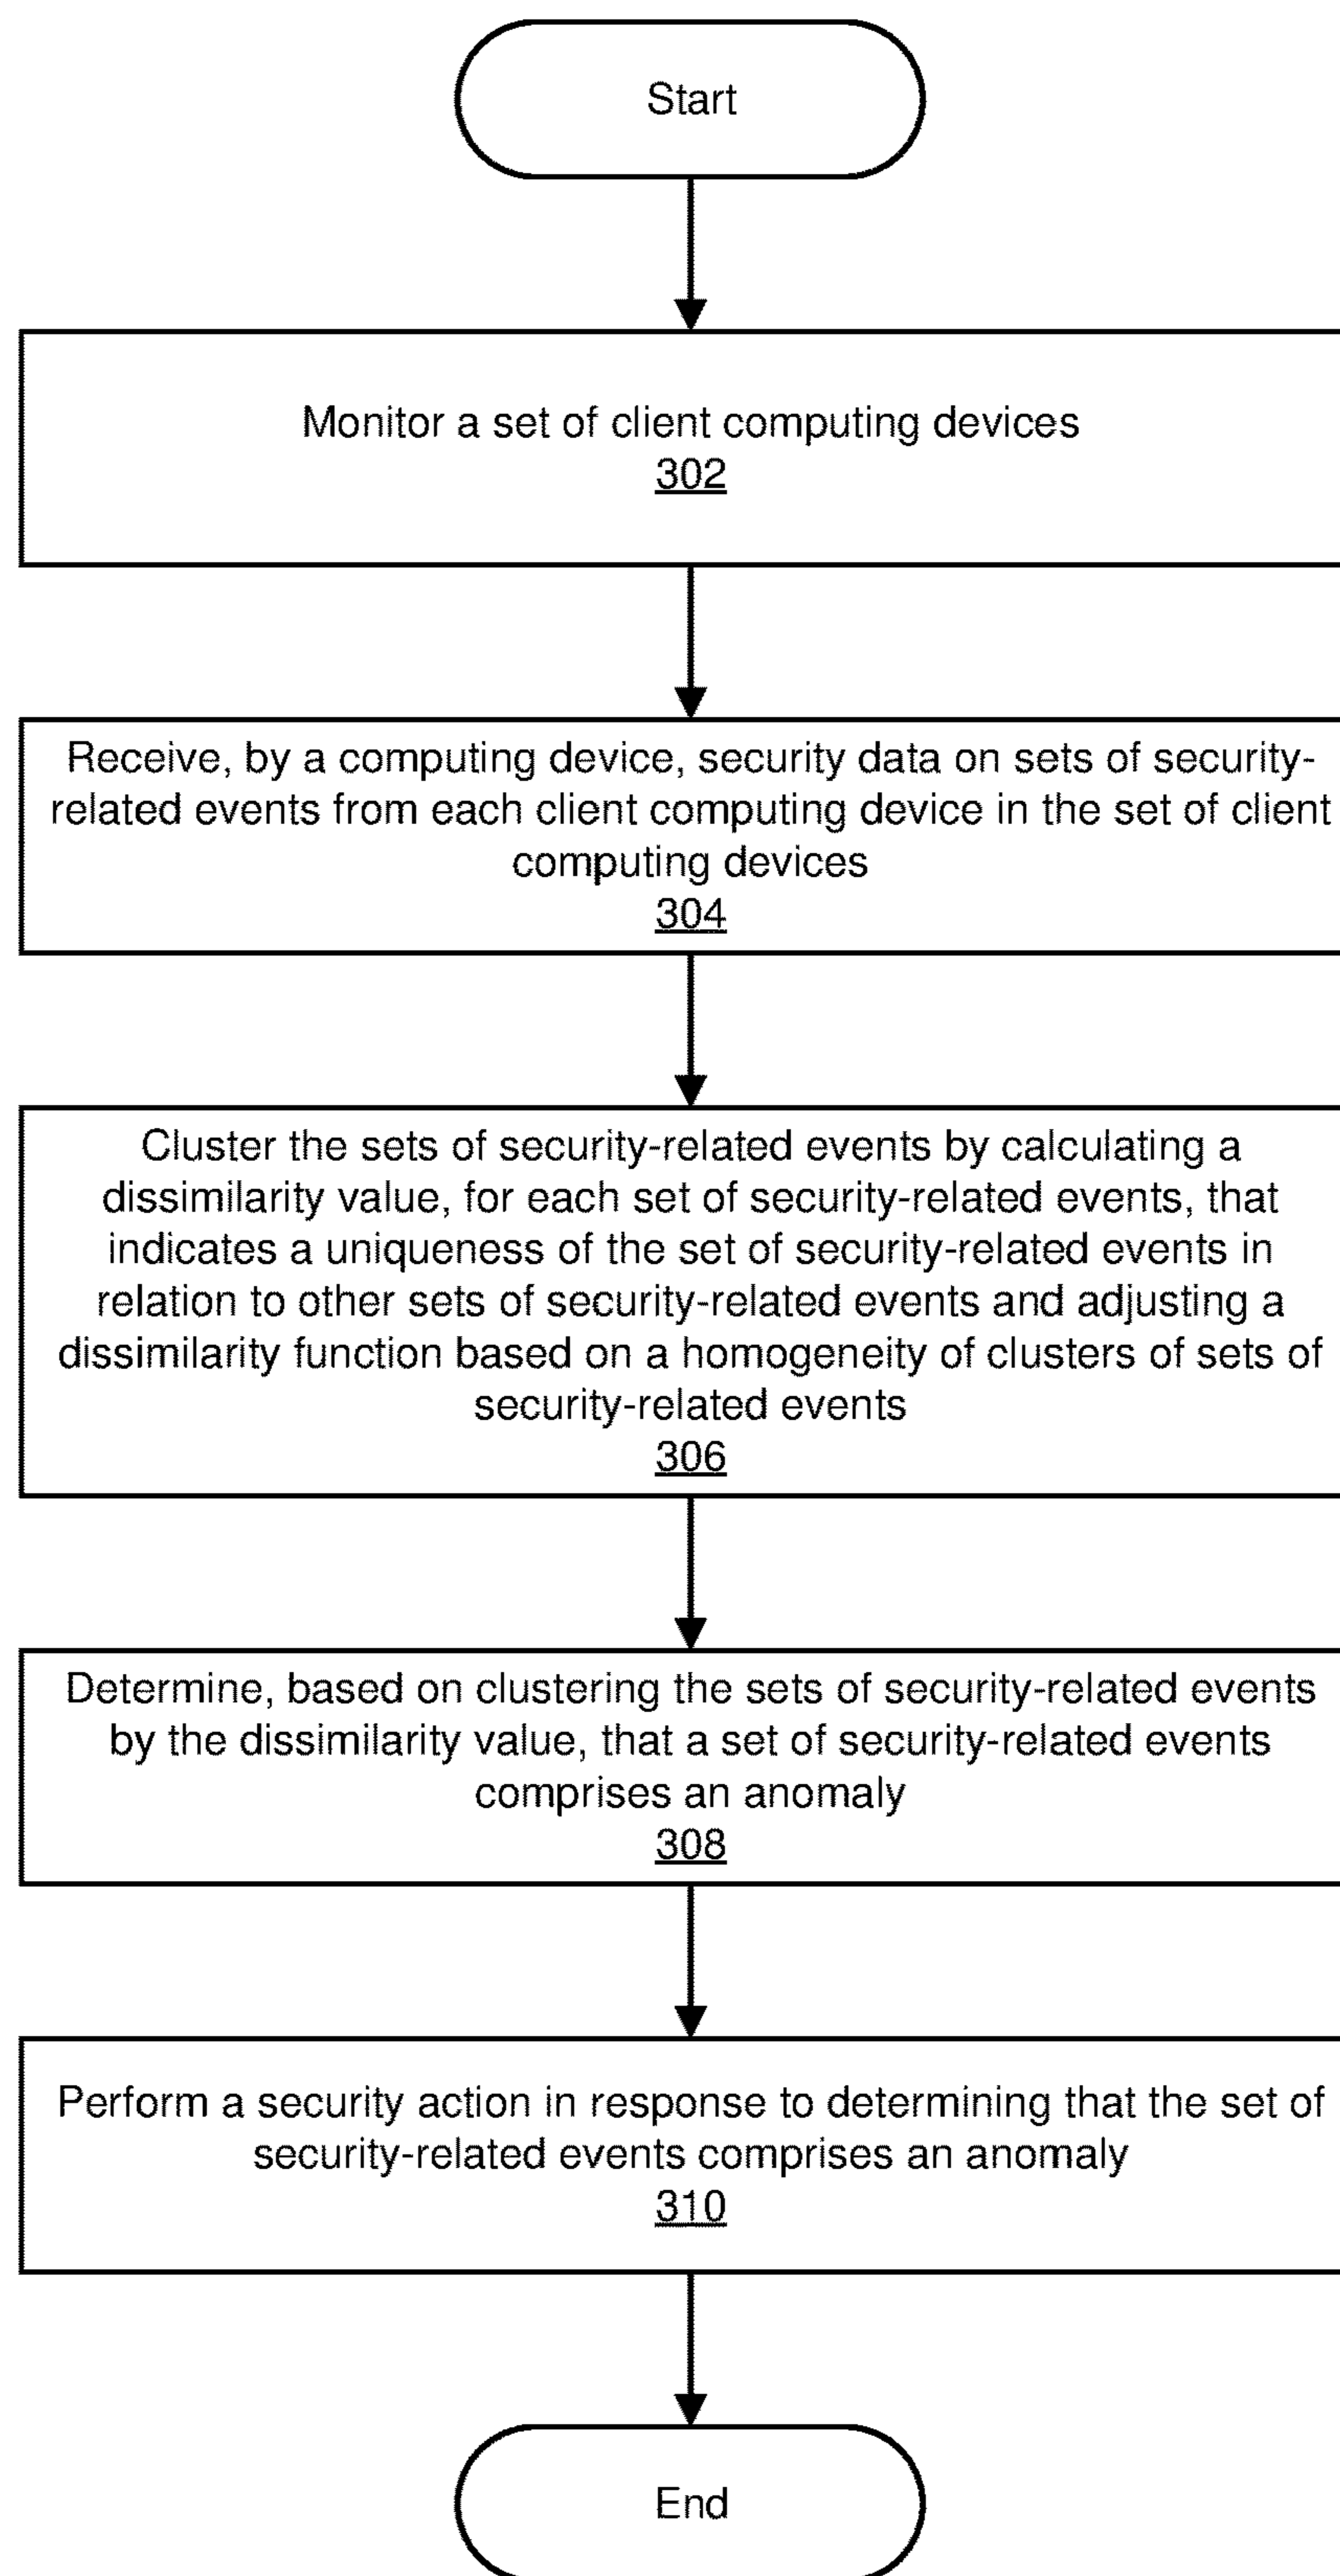 Start
Monitor a set of client computing devices
302
Receive, by a computing device, security data on sets of security-
related events from each client computing device in the set of client
computing devices
304
Cluster the sets of security-related events by calculating a
dissimilarity value, for each set of security-related events, that
indicates a uniqueness of the set of security-related events in
relation to other sets of security-related events and adjusting a
dissimilarity function based on a homogeneity of clusters of sets of
security-related events
306
Determine, based on clustering the sets of security-related events
by the dissimilarity value, that a set of security-related events
comprises an anomaly
308
Perform a security action in response to determining that the set of
security-related events comprises an anomaly
310
End